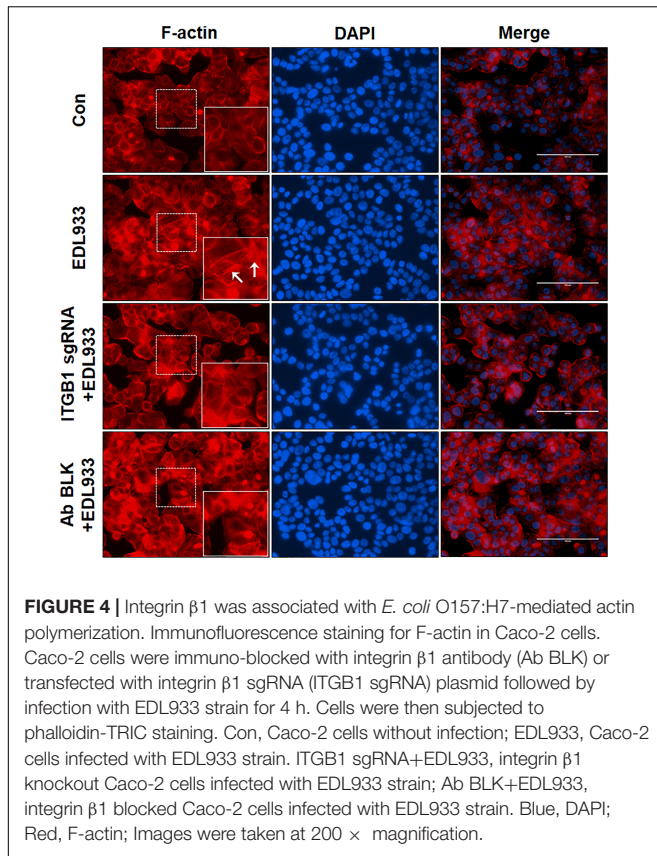 F-actin DAPI Merge
Con
EDL933
ITGB1 sgRNA
+EDL933
Ab BLK
+EDL933
FIGURE 4 | Integrin β1 was associated with E. coli O157:H7-mediated actin
polymerization. Immunofluorescence staining for F-actin in Caco-2 cells.
Caco-2 cells were immuno-blocked with integrin β1 antibody (Ab BLK) or
transfected with integrin β1 sgRNA (ITGB1 sgRNA) plasmid followed by
infection with EDL933 strain for 4 h. Cells were then subjected to
phalloidin-TRIC staining. Con, Caco-2 cells without infection; EDL933, Caco-2
cells infected with EDL933 strain. ITGB1 sgRNA+EDL933, integrin β1
knockout Caco-2 cells infected with EDL933 strain; Ab BLK+EDL933,
integrin β1 blocked Caco-2 cells infected with EDL933 strain. Blue, DAPI;
Red, F-actin; Images were taken at 200 × magnification.